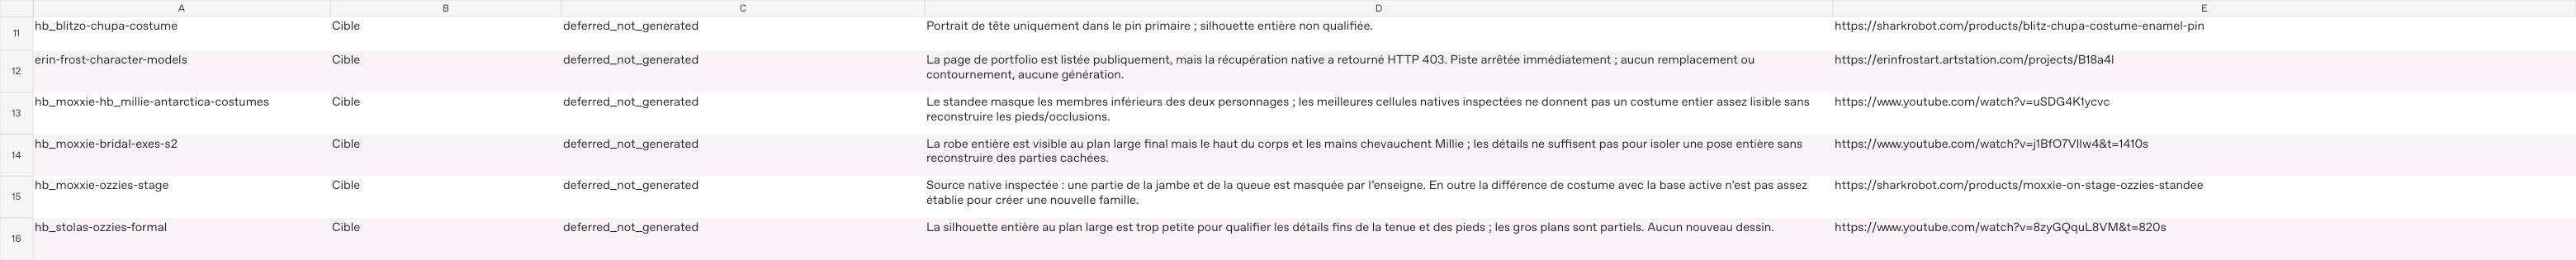 A B C D E
11 hb_blitzo-chupa-costume Cible deferred_not_generated Portrait de tête uniquement dans le pin primaire ; silhouette entière non qualifiée. https://sharkrobot.com/products/blitz-chupa-costume-enamel-pin
12 erin-frost-character-models Cible deferred_not_generated La page de portfolio est listée publiquement, mais la récupération native a retourné HTTP 403. Piste arrêtée immédiatement ; aucun remplacement ou https://erinfrostart.artstation.com/projects/B18a4l
contournement, aucune génération.
13 hb_moxxie-hb_millie-antarctica-costumes Cible deferred_not_generated Le standee masque les membres inférieurs des deux personnages ; les meilleures cellules natives inspectées ne donnent pas un costume entier assez lisible sans https://www.youtube.com/watch?v=uSDG4K1ycvc
reconstruire les pieds/occlusions.
14 hb_moxxie-bridal-exes-s2 Cible deferred_not_generated La robe entière est visible au plan large final mais le haut du corps et les mains chevauchent Millie ; les détails ne suffisent pas pour isoler une pose entière sans https://www.youtube.com/watch?v=j1BfO7Vllw4&t=1410s
reconstruire des parties cachées.
15 hb_moxxie-ozzies-stage Cible deferred_not_generated Source native inspectée : une partie de la jambe et de la queue est masquée par l'enseigne. En outre la différence de costume avec la base active n'est pas assez https://sharkrobot.com/products/moxxie-on-stage-ozzies-standee
établie pour créer une nouvelle famille.
16 hb_stolas-ozzies-formal Cible deferred_not_generated La silhouette entière au plan large est trop petite pour qualifier les détails fins de la tenue et des pieds ; les gros plans sont partiels. Aucun nouveau dessin. https://www.youtube.com/watch?v=8zyGQquL8VM&t=820s